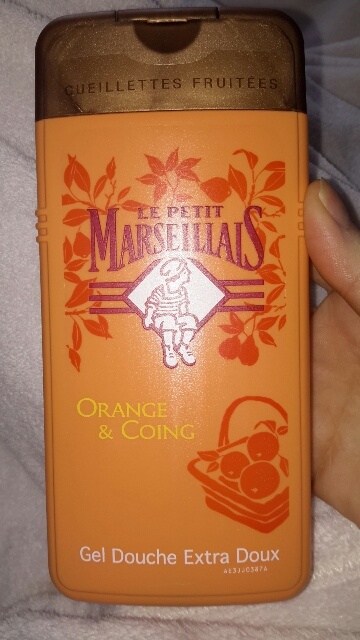 CUEILLETTES FRUITÉES
LE PETIT
MARSEILLAIS
ORANGE
& COING
Gel Douche Extra Doux